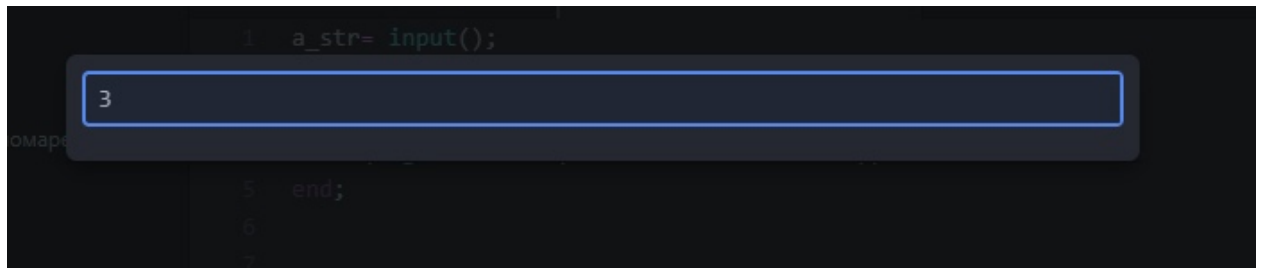 1 a_str= input();
3
омаре
5 end;
6
7